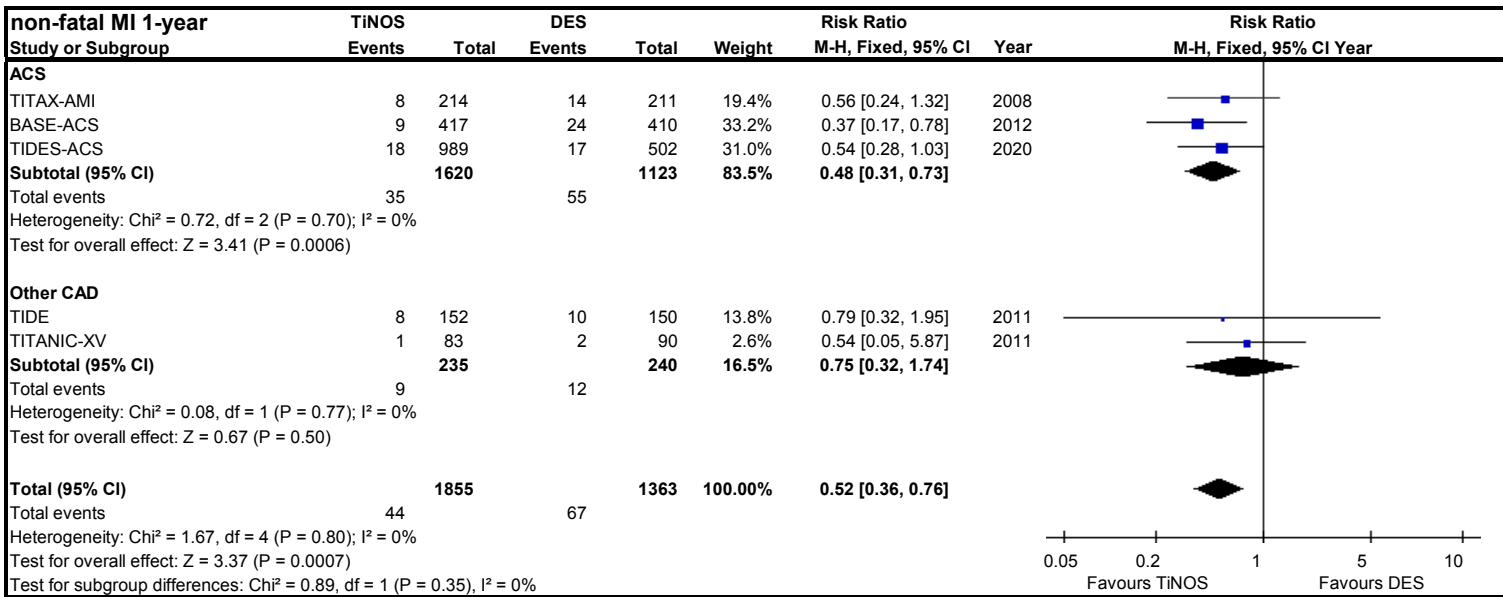 non-fatal MI 1-year TiNOS DES Risk Ratio Risk Ratio
Study or Subgroup Events Total Events Total Weight M-H, Fixed, 95% CI Year M-H, Fixed, 95% CI Year
ACS
TITAX-AMI 8 214 14 211 19.4% 0.56 [0.24, 1.32] 2008
BASE-ACS 9 417 24 410 33.2% 0.37 [0.17, 0.78] 2012
TIDES-ACS 18 989 17 502 31.0% 0.54 [0.28, 1.03] 2020
Subtotal (95% CI) 1620 1123 83.5% 0.48 [0.31, 0.73]
Total events 35 55
Heterogeneity: Chi² = 0.72, df = 2 (P = 0.70); I² = 0%
Test for overall effect: Z = 3.41 (P = 0.0006)
Other CAD
TIDE 8 152 10 150 13.8% 0.79 [0.32, 1.95] 2011
TITANIC-XV 1 83 2 90 2.6% 0.54 [0.05, 5.87] 2011
Subtotal (95% CI) 235 240 16.5% 0.75 [0.32, 1.74]
Total events 9 12
Heterogeneity: Chi² = 0.08, df = 1 (P = 0.77); I² = 0%
Test for overall effect: Z = 0.67 (P = 0.50)
Total (95% CI) 1855 1363 100.00% 0.52 [0.36, 0.76]
Total events 44 67
Heterogeneity: Chi² = 1.67, df = 4 (P = 0.80); I² = 0%
Test for overall effect: Z = 3.37 (P = 0.0007)
0.05 0.2 1 5 10
Test for subgroup differences: Chi² = 0.89, df = 1 (P = 0.35), I² = 0%
Favours TiNOS Favours DES